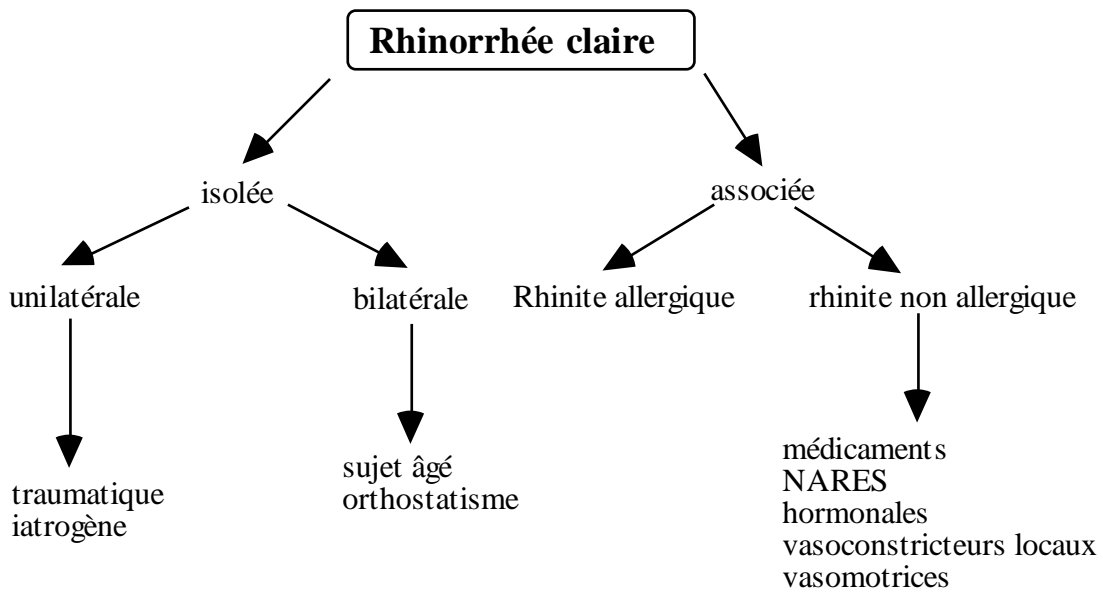 Rhinorrhée claire
isolée
associée
unilatérale
bilatérale
Rhinite allergique
rhinite non allergique
traumatique
iatrogène
sujet âgé
orthostatisme
médicaments
NARES
hormonales
vasoconstricteurs locaux
vasomotrices